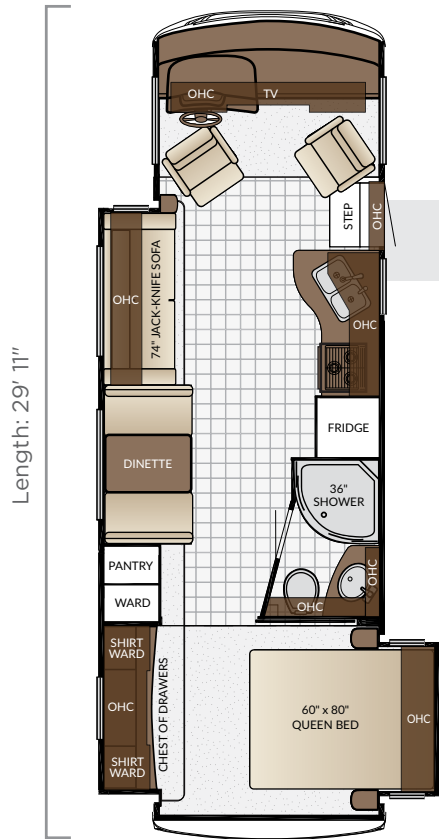 OHC TV
STEP
OHC
OHC
74" JACK-KNIFE SOFA
OHC
DINETTE
FRIDGE
36"
SHOWER
PANTRY
WARD
OHC
OHC
SHIRT
WARD
OHC
SHIRT
WARD
CHEST OF DRAWERS
60" x 80"
QUEEN BED
OHC
Length: 29' 11"